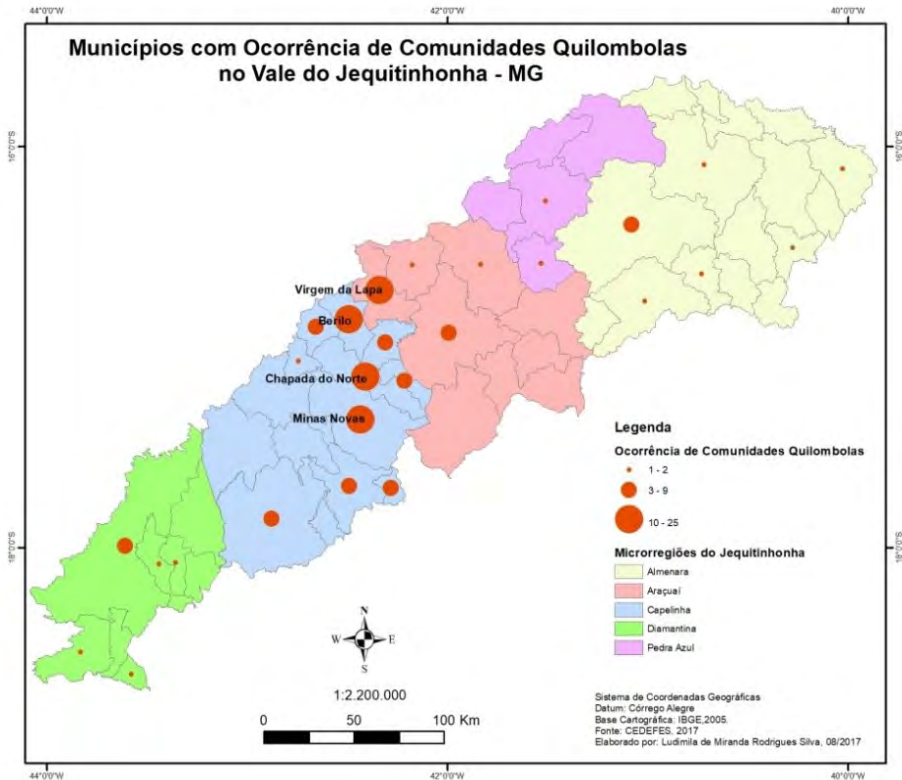 44°0'0"W
42°0'0"W
40°0'0"W
Municípios com Ocorrência de Comunidades Quilombolas
no Vale do Jequitinhonha - MG
16°0'0"S
16°0'0"S
Virgem da Lapa
Berilo
Chapada do Norte
Minas Novas
Legenda
Ocorrência de Comunidades Quilombolas
1 - 2
3 - 9
10 - 25
18°0'0"S
18°0'0"S
Microrregiões do Jequitinhonha
Almenara
Araçuaí
Capelinha
Diamantina
Pedra Azul
N
W
E
S
1:2.200.000
0
50
100 Km
Sistema de Coordenadas Geográficas
Datum: Córrego Alegre
Base Cartográfica: IBGE,2005.
Fonte: CEDEFES, 2017
Elaborado por: Ludimila de Miranda Rodrigues Silva, 08/2017
44°0'0"W
42°0'0"W
40°0'0"W